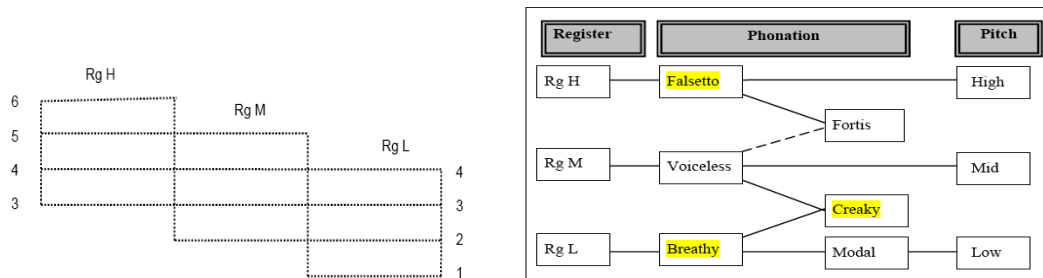 Rg H
6
Rg M
5
Rg L
4
4
3
3
2
1
Register Phonation Pitch
Rg H Falsetto High
Fortis
Rg M Voiceless Mid
Creaky
Rg L Breathy Modal Low